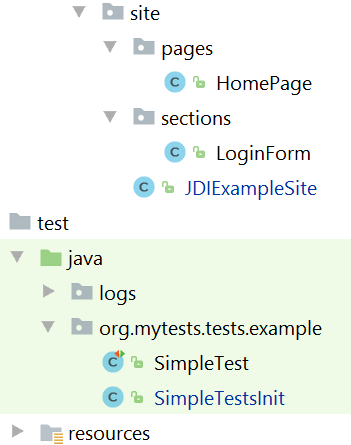 site
pages
HomePage
sections
LoginForm
JDIExampleSite
test
java
logs
org.mytests.tests.example
SimpleTest
SimpleTestsInit
resources